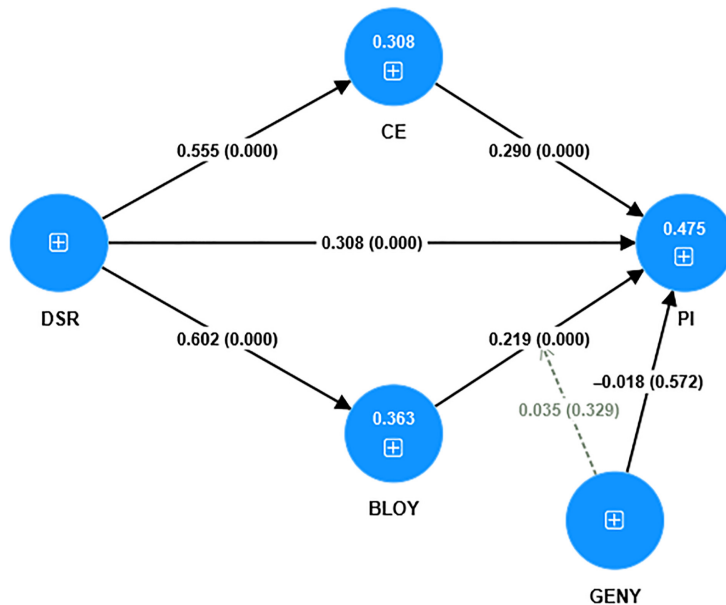 0.308
CE
0.555 (0.000)
0.290 (0.000)
0.475
0.308 (0.000)
DSR
PI
0.602 (0.000)
0.219 (0.000)
–0.018 (0.572)
0.035 (0.329)
0.363
BLOY
GENY